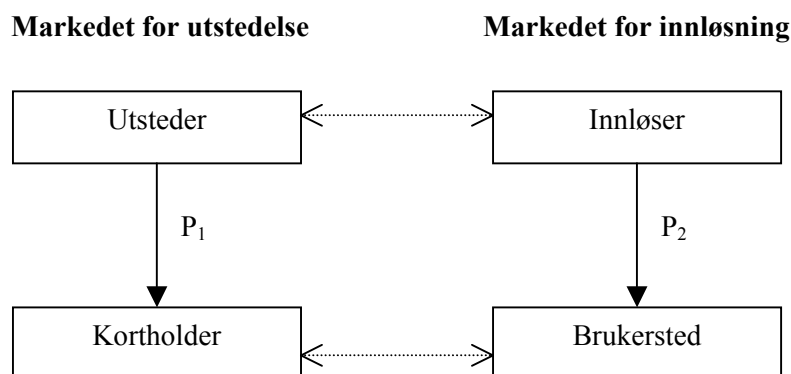 Markedet for utstedelse
Markedet for innløsning
Utsteder
Innløser
P₁
P₂
Kortholder
Brukersted